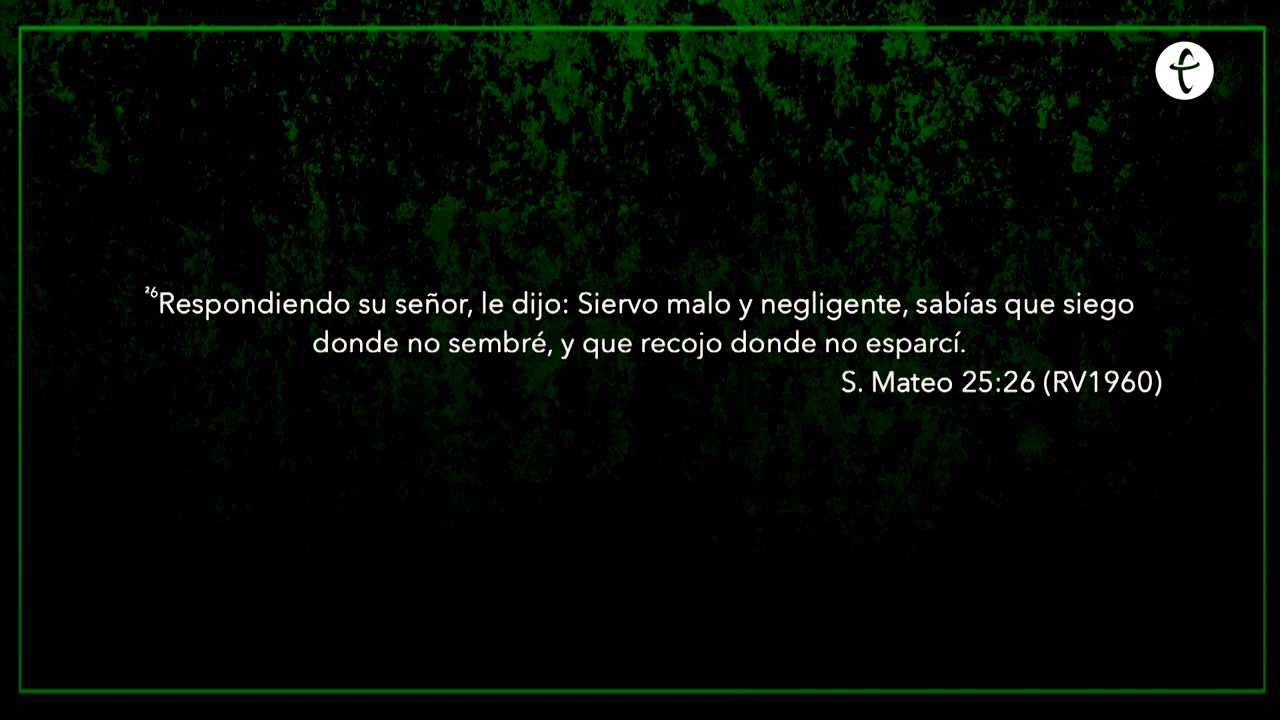 ²⁶Respondiendo su señor, le dijo: Siervo malo y negligente, sabías que siego
donde no sembré, y que recojo donde no esparcí.
S. Mateo 25:26 (RV1960)